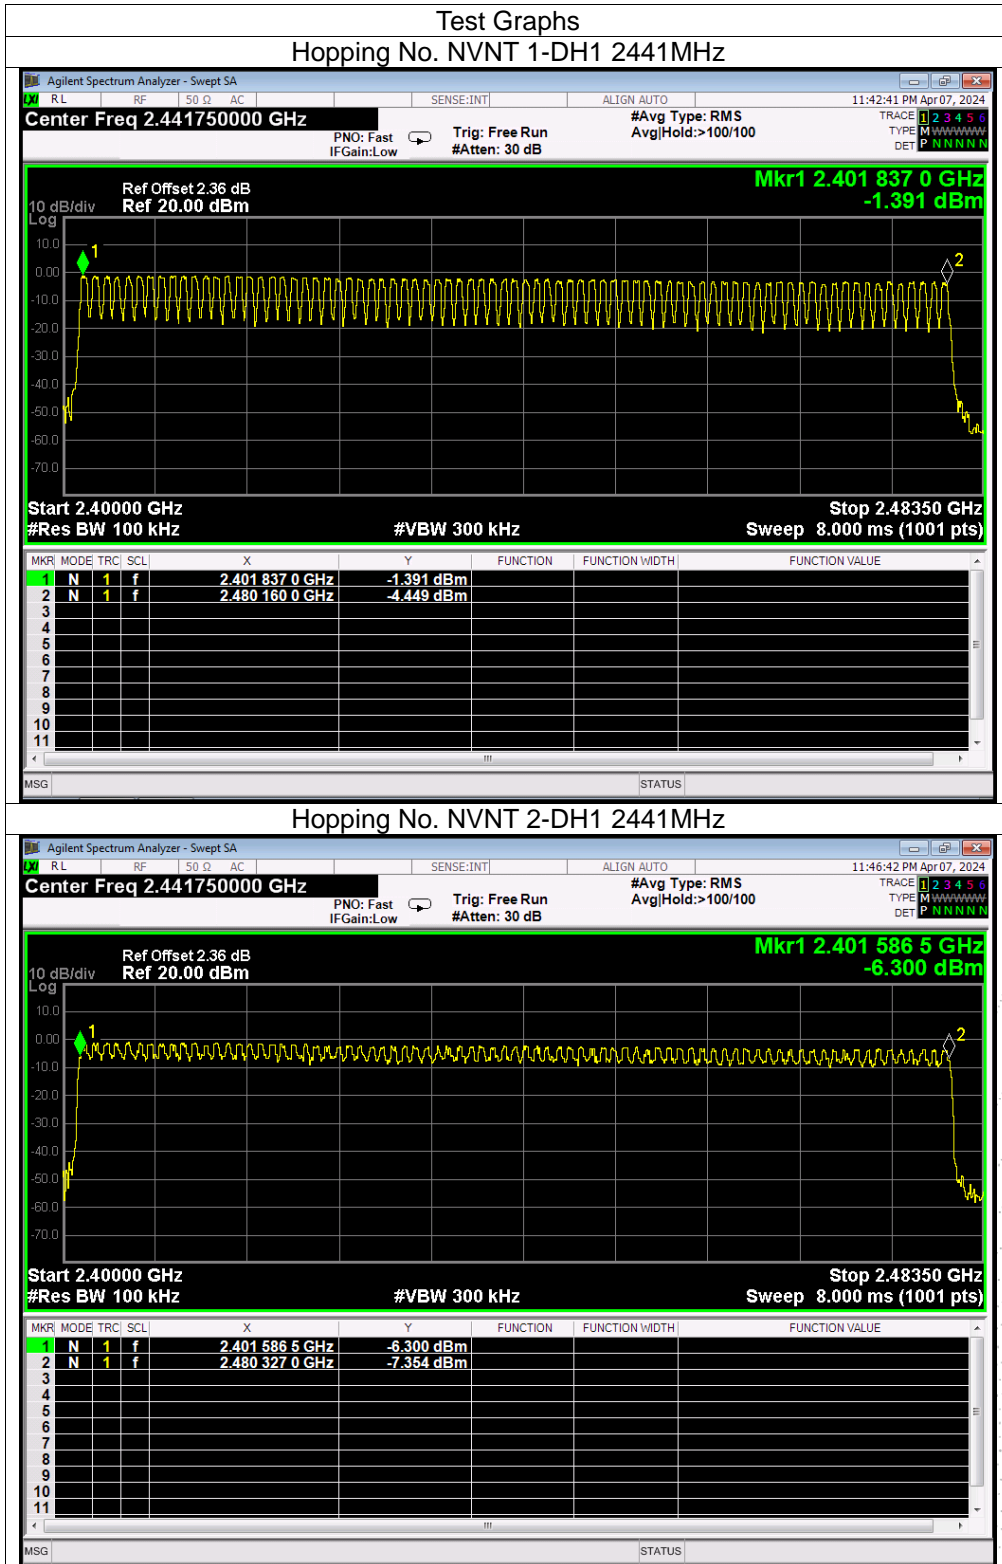 Test Graphs
Hopping No. NVNT 1-DH1 2441MHz
Agilent Spectrum Analyzer - Swept SA
LXI RL RF 50 Ω AC SENSE:INT ALIGN AUTO 11:42:41 PM Apr 07, 2024
Center Freq 2.441750000 GHz #Avg Type: RMS TRACE 1 2 3 4 5 6
PNO: Fast Trig: Free Run Avg|Hold:>100/100 TYPE M WWWWW
IFGain:Low #Atten: 30 dB DET P N N N N N
Mkr1 2.401 837 0 GHz
Ref Offset 2.36 dB
10 dB/div Ref 20.00 dBm -1.391 dBm
Log
10.0
1
2
0.00
-10.0
-20.0
-30.0
-40.0
-50.0
-60.0
-70.0
Start 2.40000 GHz Stop 2.48350 GHz
#Res BW 100 kHz #VBW 300 kHz Sweep 8.000 ms (1001 pts)
MKR MODE TRC SCL X Y FUNCTION FUNCTION WIDTH FUNCTION VALUE
1 N 1 f 2.401 837 0 GHz -1.391 dBm
2 N 1 f 2.480 160 0 GHz -4.449 dBm
3
4
5
6
7
8
9
10
11
MSG STATUS
Hopping No. NVNT 2-DH1 2441MHz
Agilent Spectrum Analyzer - Swept SA
LXI RL RF 50 Ω AC SENSE:INT ALIGN AUTO 11:46:42 PM Apr 07, 2024
Center Freq 2.441750000 GHz #Avg Type: RMS TRACE 1 2 3 4 5 6
PNO: Fast Trig: Free Run Avg|Hold:>100/100 TYPE M WWWWW
IFGain:Low #Atten: 30 dB DET P N N N N N
Mkr1 2.401 586 5 GHz
Ref Offset 2.36 dB
10 dB/div Ref 20.00 dBm -6.300 dBm
Log
10.0
1
2
0.00
-10.0
-20.0
-30.0
-40.0
-50.0
-60.0
-70.0
Start 2.40000 GHz Stop 2.48350 GHz
#Res BW 100 kHz #VBW 300 kHz Sweep 8.000 ms (1001 pts)
MKR MODE TRC SCL X Y FUNCTION FUNCTION WIDTH FUNCTION VALUE
1 N 1 f 2.401 586 5 GHz -6.300 dBm
2 N 1 f 2.480 327 0 GHz -7.354 dBm
3
4
5
6
7
8
9
10
11
MSG STATUS